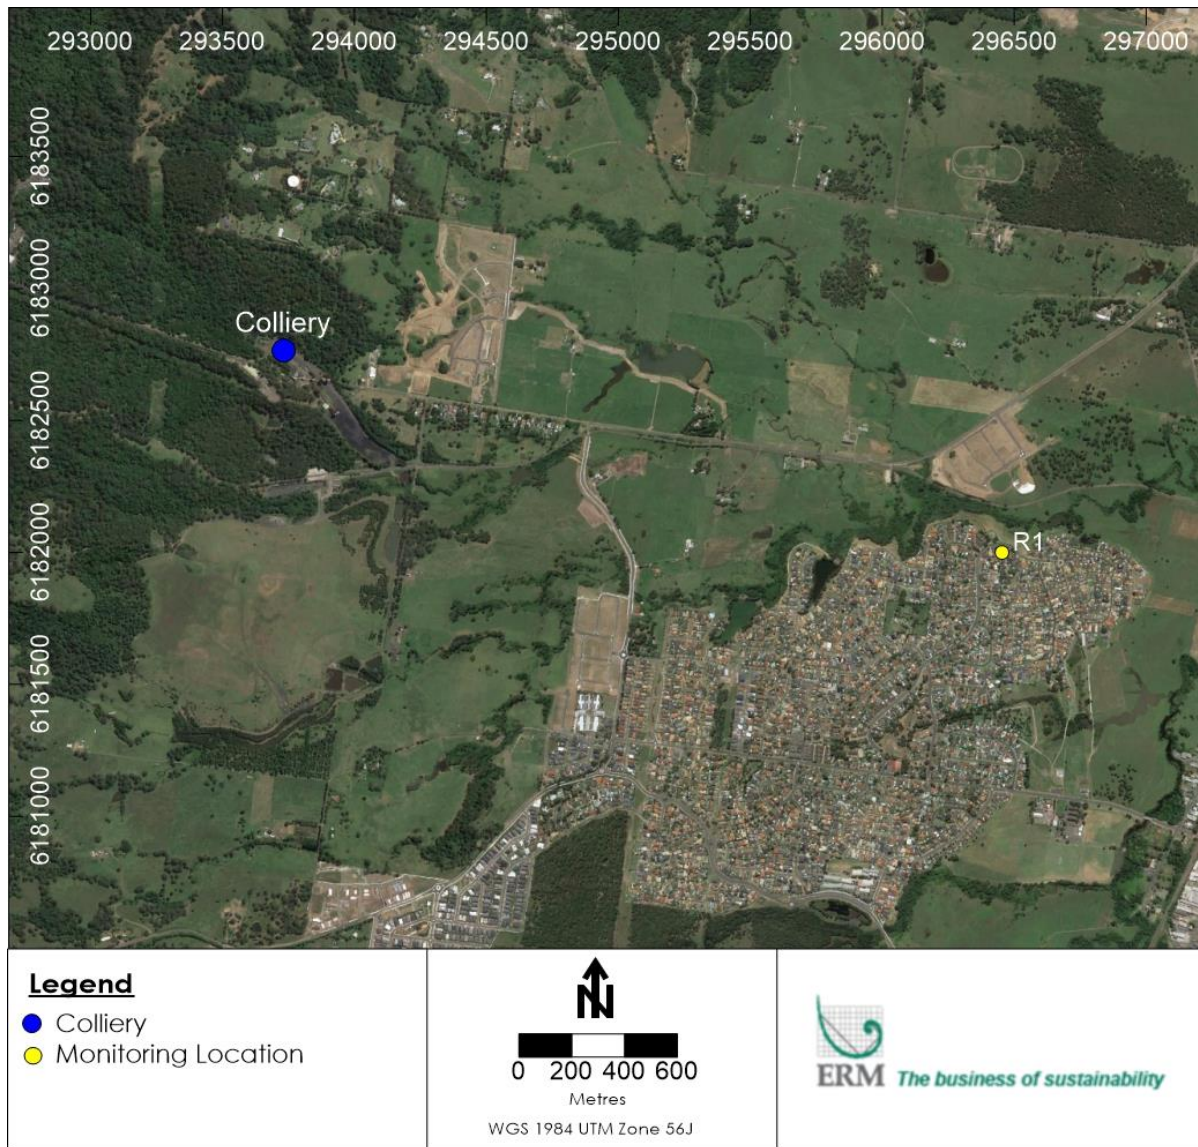 293000 293500 294000 294500 295000 295500 296000 296500 297000
6183500
6183000
6182500
6182000
6181500
6181000
Colliery
R1
Legend
Colliery
Monitoring Location
N
0 200 400 600
Metres
WGS 1984 UTM Zone 56J
ERM The business of sustainability